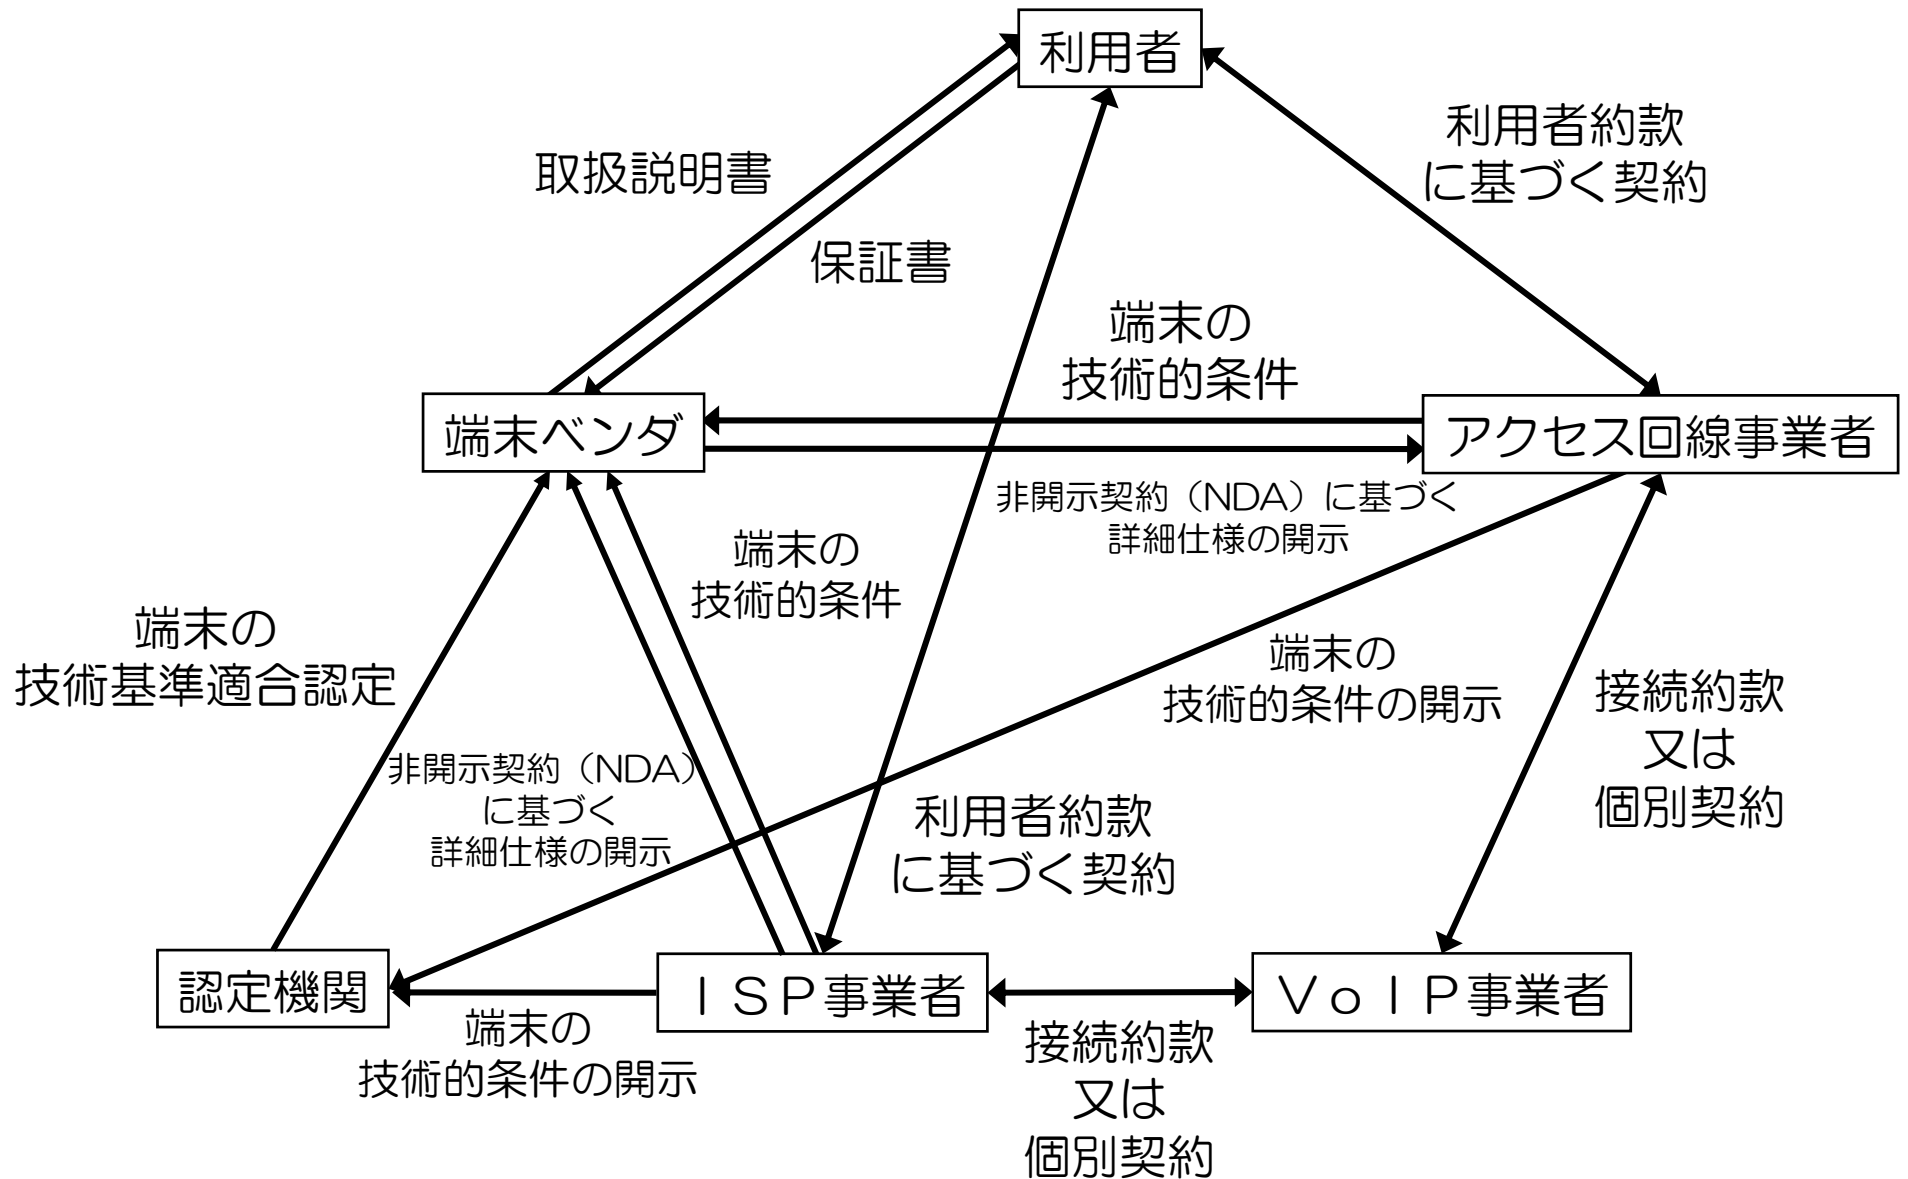 利用者
利用者約款
に基づく契約
取扱説明書
保証書
端末の
技術的条件
端末ベンダ
アクセス回線事業者
非開示契約（NDA）に基づく
詳細仕様の開示
端末の
技術的条件
端末の
技術基準適合認定
端末の
技術的条件の開示
接続約款
又は
個別契約
非開示契約（NDA）
に基づく
詳細仕様の開示
利用者約款
に基づく契約
認定機関
ＩＳＰ事業者
ＶｏＩＰ事業者
端末の
技術的条件の開示
接続約款
又は
個別契約